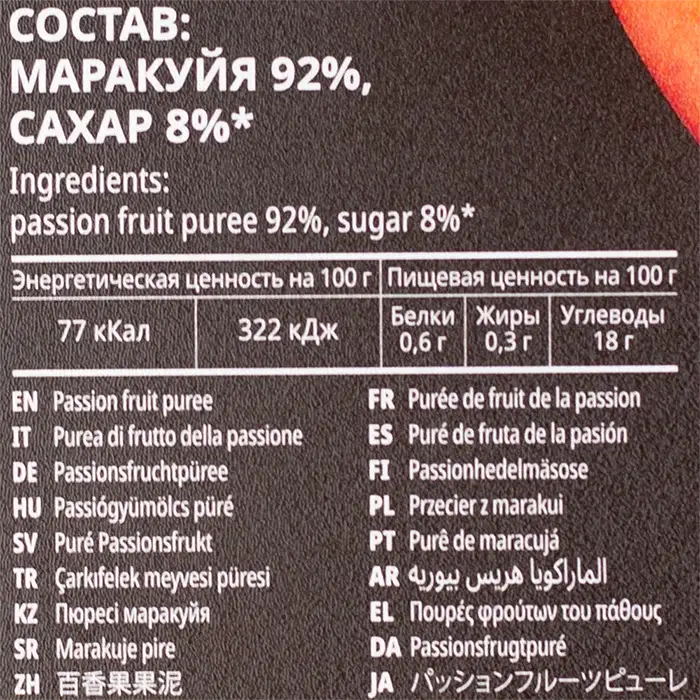 СОСТАВ:
МАРАКУЙЯ 92%,
САХАР 8%*
Ingredients:
passion fruit puree 92%, sugar 8%*
Энергетическая ценность на 100 г | Пищевая ценность на 100 г
77 кКал | 322 кДж | Белки 0,6 г | Жиры 0,3 г | Углеводы 18 г
EN Passion fruit puree
IT Purea di frutto della passione
DE Passionsfruchtpüree
HU Passiógyümölcs püré
SV Puré Passionsfrukt
TR Çarkıfelek meyvesi püresi
KZ Пюресі маракуйя
SR Marakuje pire
ZH 百香果果泥
FR Purée de fruit de la passion
ES Puré de fruta de la pasión
FI Passionhedelmäsose
PL Przecier z marakui
PT Purê de maracujá
AR الماراكويا هريس بيوريه
EL Πουρές φρούτων του πάθους
DA Passionsfrugtpuré
JA パッションフルーツピューレ